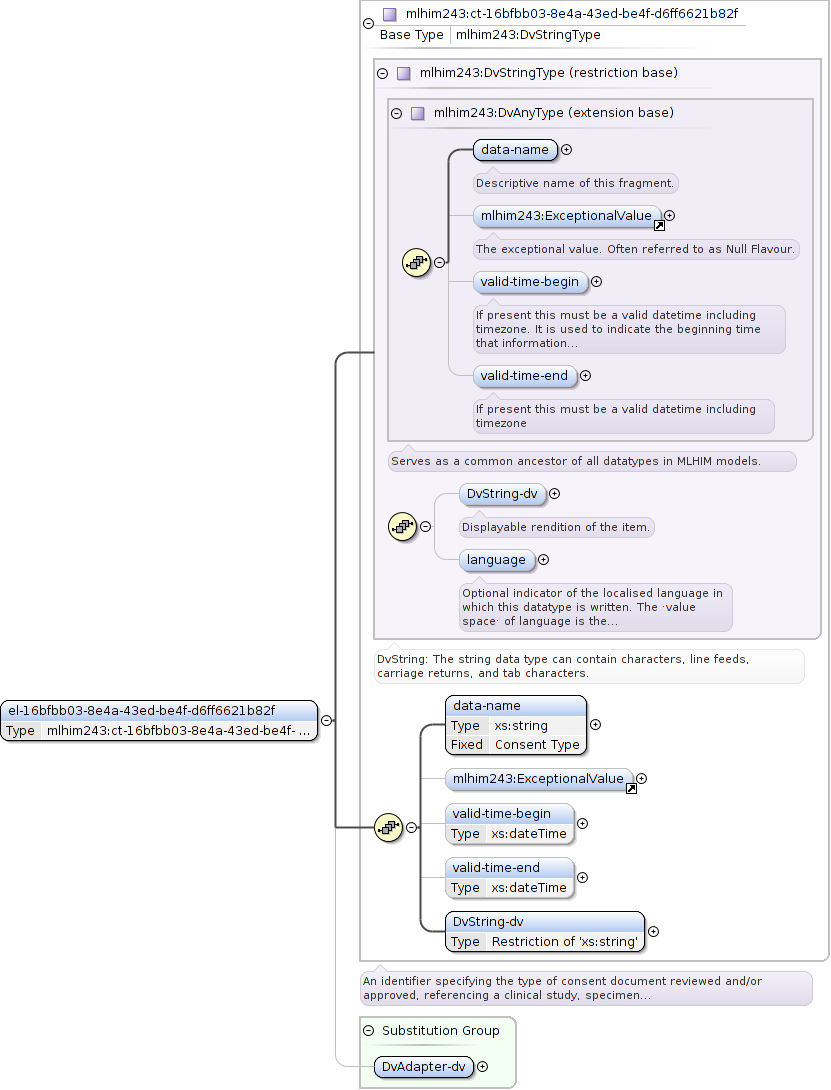 mlhim243:ct-16bfbb03-8e4a-43ed-be4f-d6ff6621b82f
Base Type mlhim243:DvStringType
mlhim243:DvStringType (restriction base)
mlhim243:DvAnyType (extension base)
data-name
Descriptive name of this fragment.
mlhim243:ExceptionalValue
The exceptional value. Often referred to as Null Flavour.
valid-time-begin
If present this must be a valid datetime including
timezone. It is used to indicate the beginning time
that information...
valid-time-end
If present this must be a valid datetime including
timezone
Serves as a common ancestor of all datatypes in MLHIM models.
DvString-dv
Displayable rendition of the item.
language
Optional indicator of the localised language in
which this datatype is written. The ·value
space· of language is the...
DvString: The string data type can contain characters, line feeds,
carriage returns, and tab characters.
el-16bfbb03-8e4a-43ed-be4f-d6ff6621b82f
Type mlhim243:ct-16bfbb03-8e4a-43ed-be4f- ...
data-name
Type xs:string
Fixed Consent Type
mlhim243:ExceptionalValue
valid-time-begin
Type xs:dateTime
valid-time-end
Type xs:dateTime
DvString-dv
Type Restriction of 'xs:string'
An identifier specifying the type of consent document reviewed and/or
approved, referencing a clinical study, specimen...
Substitution Group
DvAdapter-dv